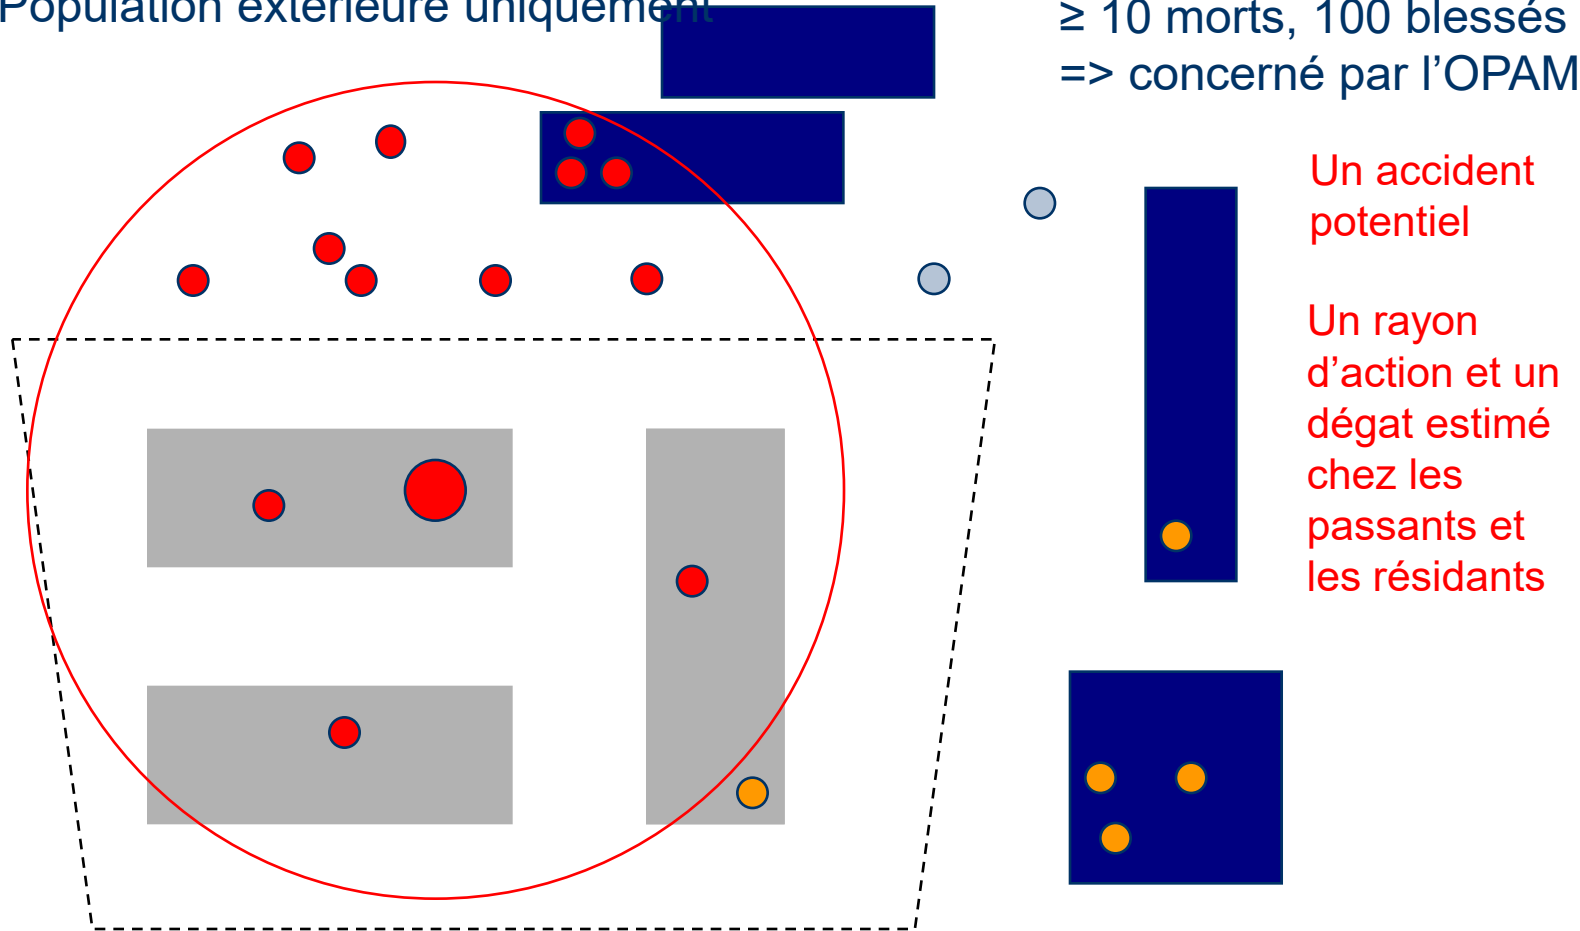 Population extérieure uniquement
≥ 10 morts, 100 blessés
=> concerné par l’OPAM
Un accident
potentiel
Un rayon
d’action et un
dégat estimé
chez les
passants et
les résidants